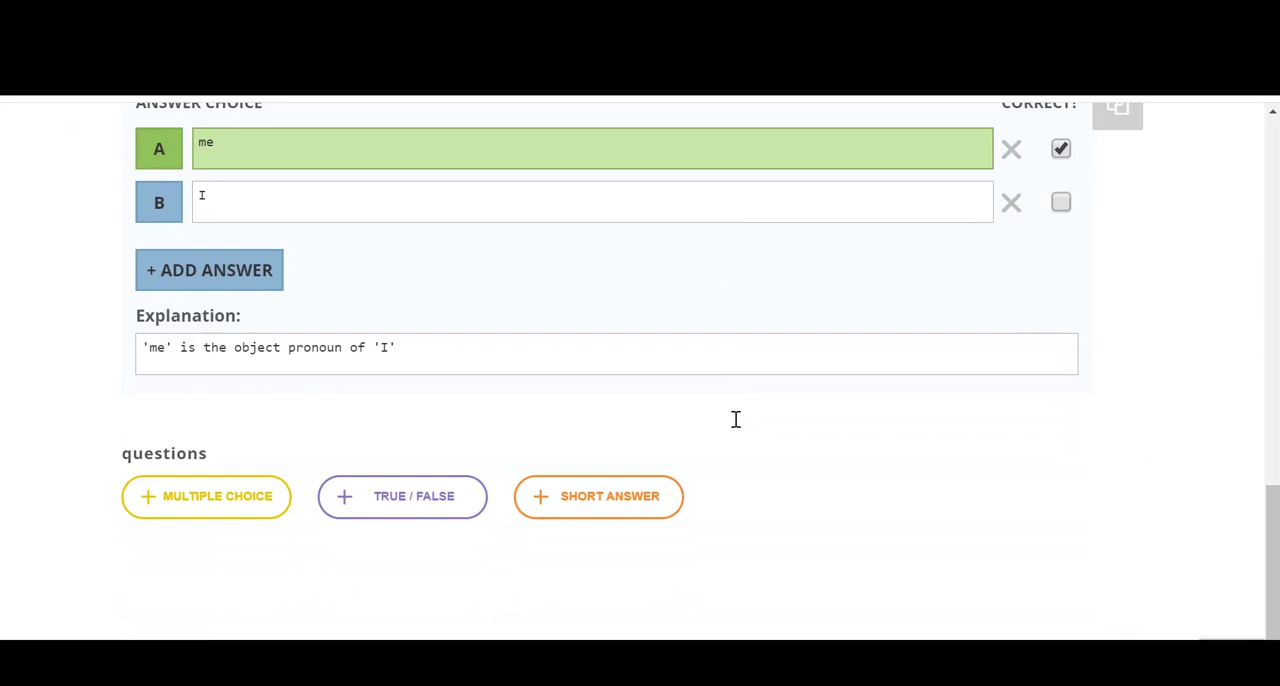 ANSWER CHOICE CORRECT?
A me
B I
+ ADD ANSWER
Explanation:
'me' is the object pronoun of 'I'
questions
+ MULTIPLE CHOICE + TRUE / FALSE + SHORT ANSWER